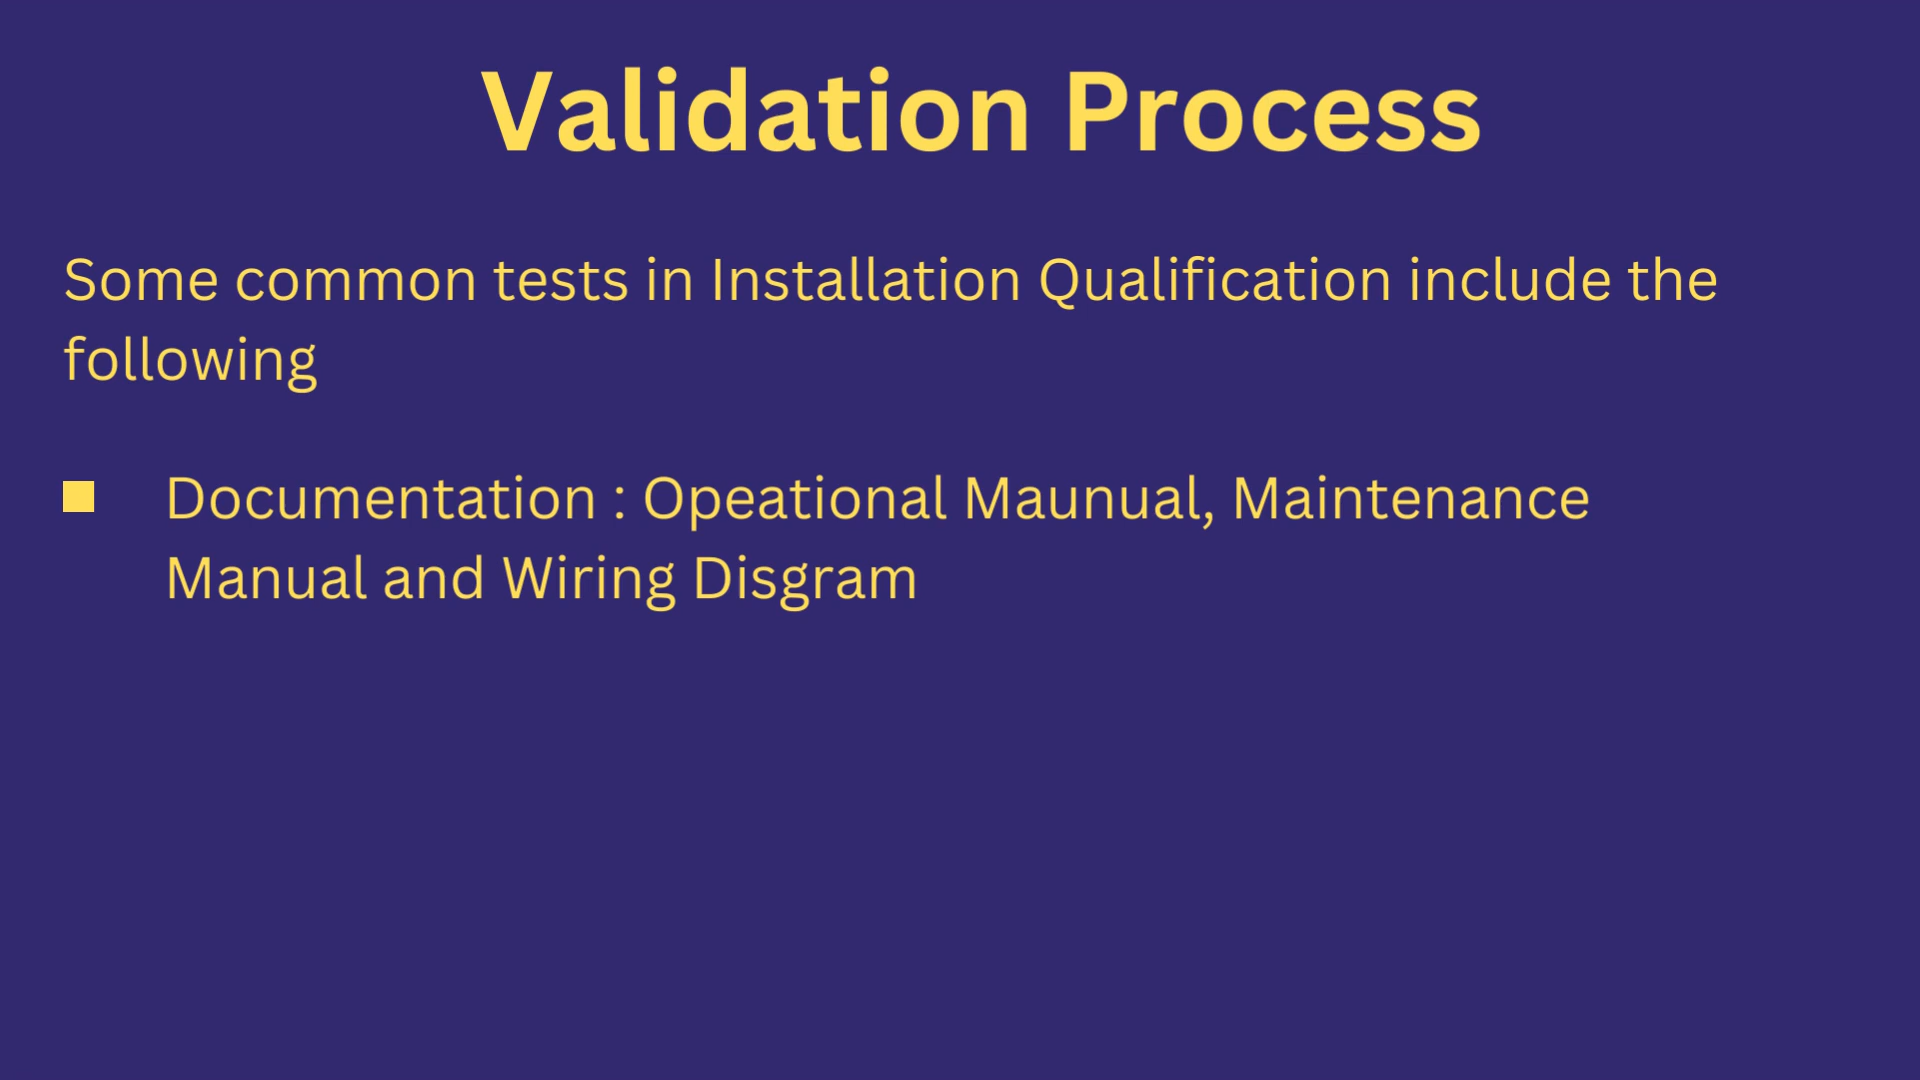 Validation Process
Some common tests in Installation Qualification include the
following
Documentation : Opeational Maunual, Maintenance
Manual and Wiring Disgram